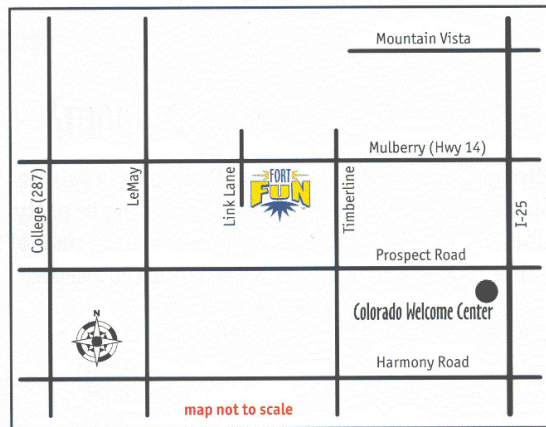 Mountain Vista
Mulberry (Hwy 14)
College (287)
LeMay
Link Lane
FORT
FUN
Timberline
I-25
Prospect Road
Colorado Welcome Center
N
Harmony Road
map not to scale